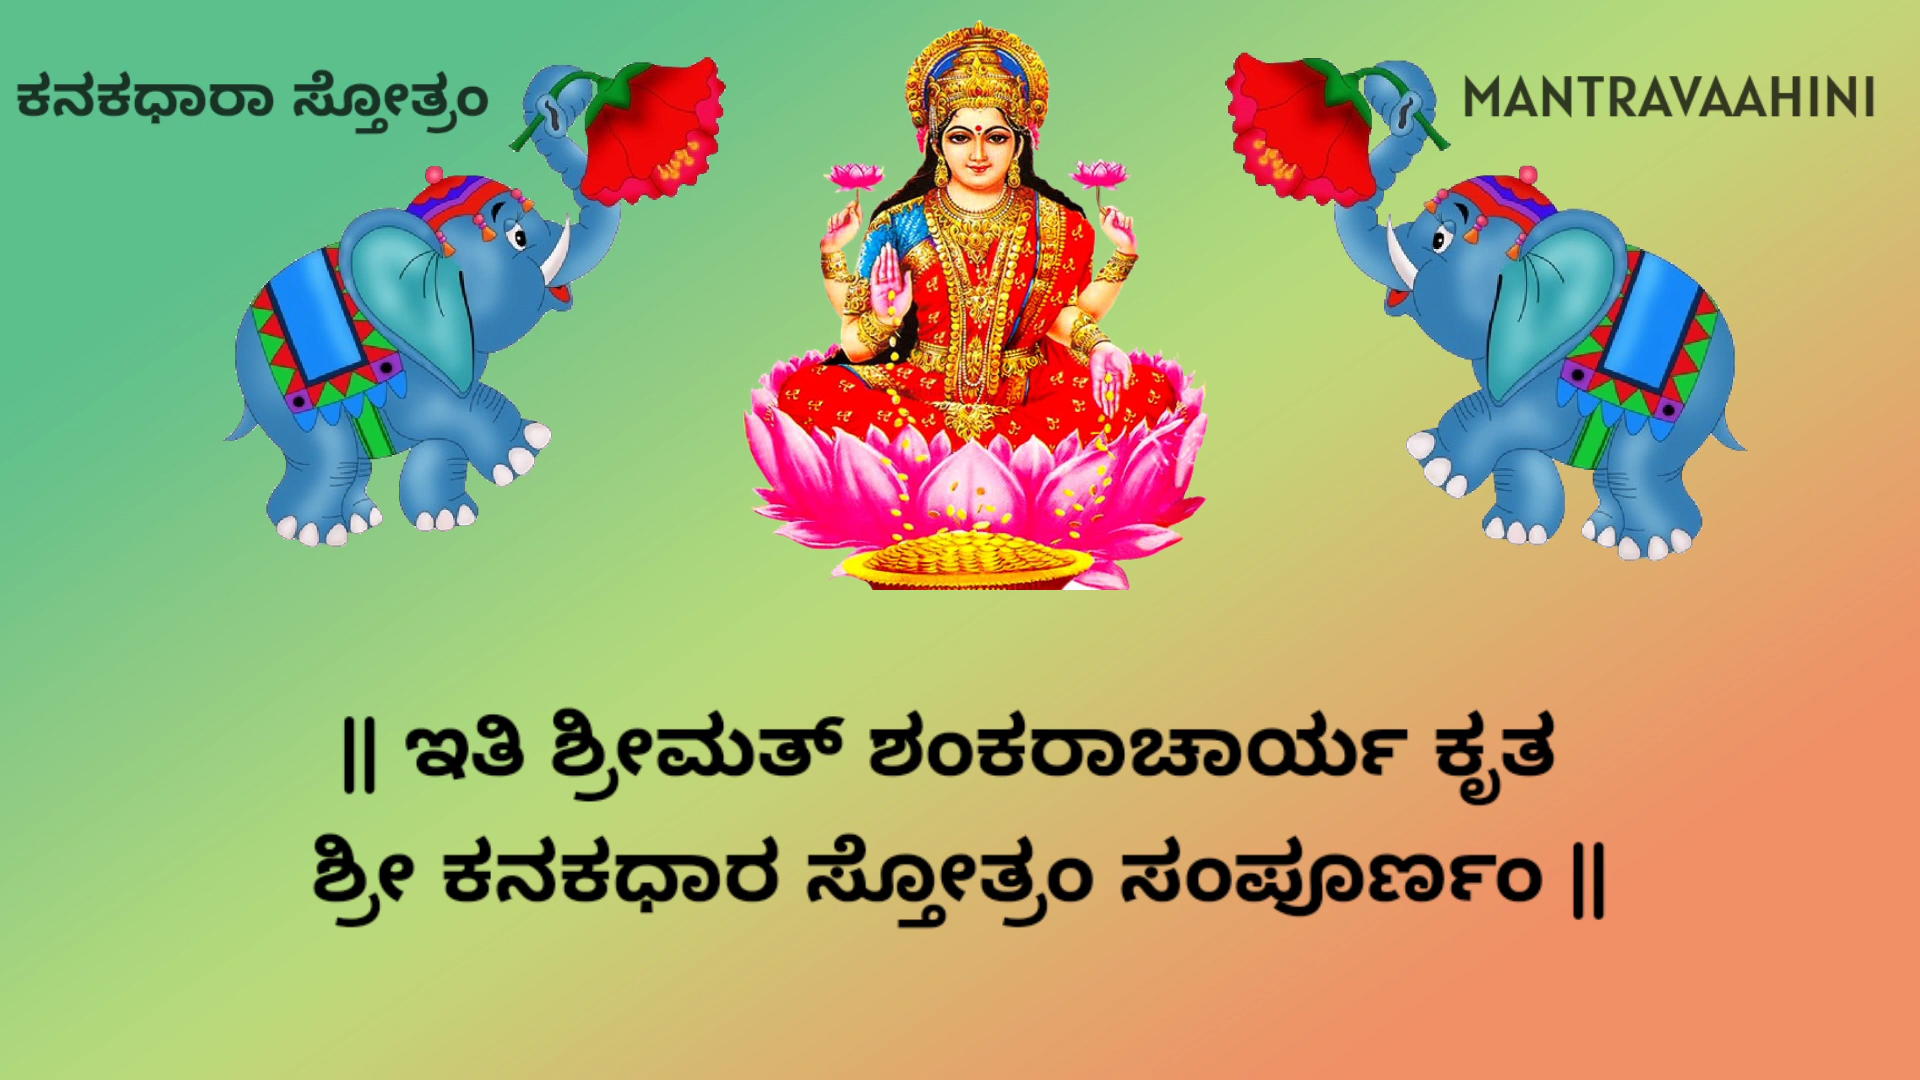 ಕನಕಧಾರಾ ಸ್ತೋತ್ರಂ
MANTRAVAAHINI
|| ಇತಿ ಶ್ರೀಮತ್ ಶಂಕರಾಚಾರ್ಯ ಕೃತ
ಶ್ರೀ ಕನಕಧಾರ ಸ್ತೋತ್ರಂ ಸಂಪೂರ್ಣಂ ||